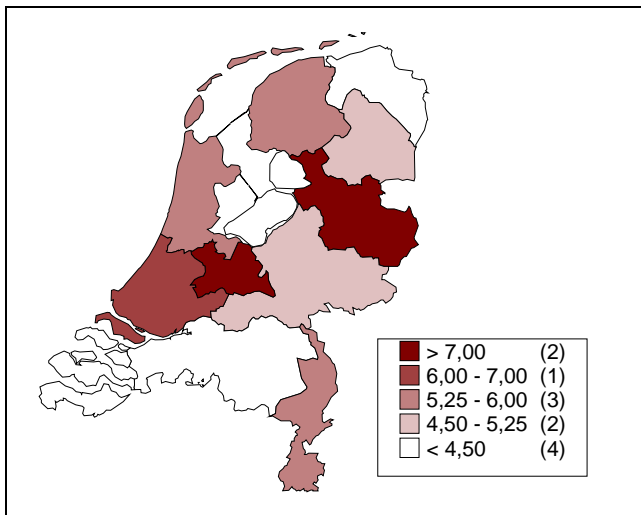 > 7,00 (2)
6,00 - 7,00 (1)
5,25 - 6,00 (3)
4,50 - 5,25 (2)
< 4,50 (4)